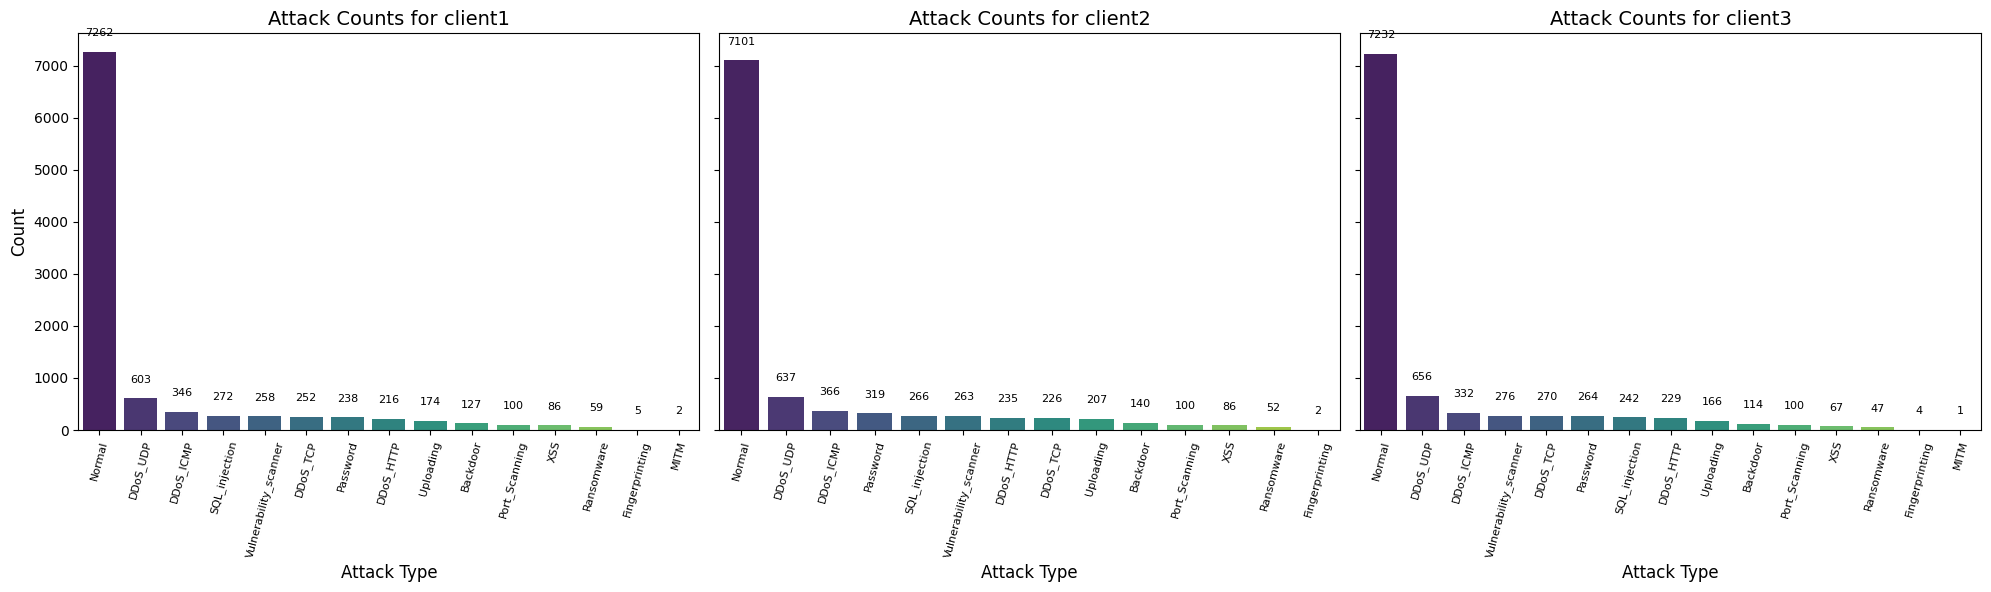 Attack Counts for client1
Count
7000
6000
5000
4000
3000
2000
1000
0
7262
603
346
272
258
252
238
216
174
127
100
86
59
5
2
Normal
DDoS_UDP
DDoS_ICMP
SQL_injection
Vulnerability_scanner
DDoS_TCP
Password
DDoS_HTTP
Uploading
Backdoor
Port_Scanning
XSS
Ransomware
Fingerprinting
MITM
Attack Type
Attack Counts for client2
7101
637
366
319
266
263
235
226
207
140
100
86
52
2
Normal
DDoS_UDP
DDoS_ICMP
Password
SQL_injection
Vulnerability_scanner
DDoS_HTTP
DDoS_TCP
Uploading
Backdoor
Port_Scanning
XSS
Ransomware
Fingerprinting
Attack Type
Attack Counts for client3
7232
656
332
276
270
264
242
229
166
114
100
67
47
4
1
Normal
DDoS_UDP
DDoS_ICMP
Vulnerability_scanner
DDoS_TCP
Password
SQL_injection
DDoS_HTTP
Uploading
Backdoor
Port_Scanning
XSS
Ransomware
Fingerprinting
MITM
Attack Type